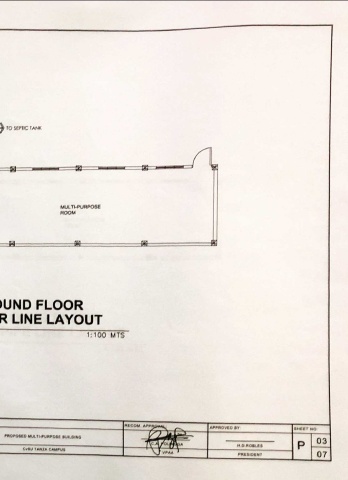 TO SEPTIC TANK
MULTI-PURPOSE
ROOM
OUND FLOOR
R LINE LAYOUT
1:100 MTS
PROPOSED MULTI-PURPOSE BUILDING
CvSU TANZA CAMPUS
RECOM. APPROVAL:
VPAA
APPROVED BY:
H.D.ROBLES
PRESIDENT
SHEET NO.
P
03
07